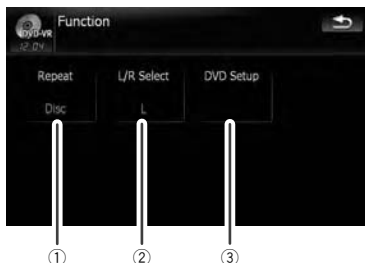 Function
DVD-VR
12:04
Repeat
L/R Select
DVD Setup
Disc
L
① ② ③